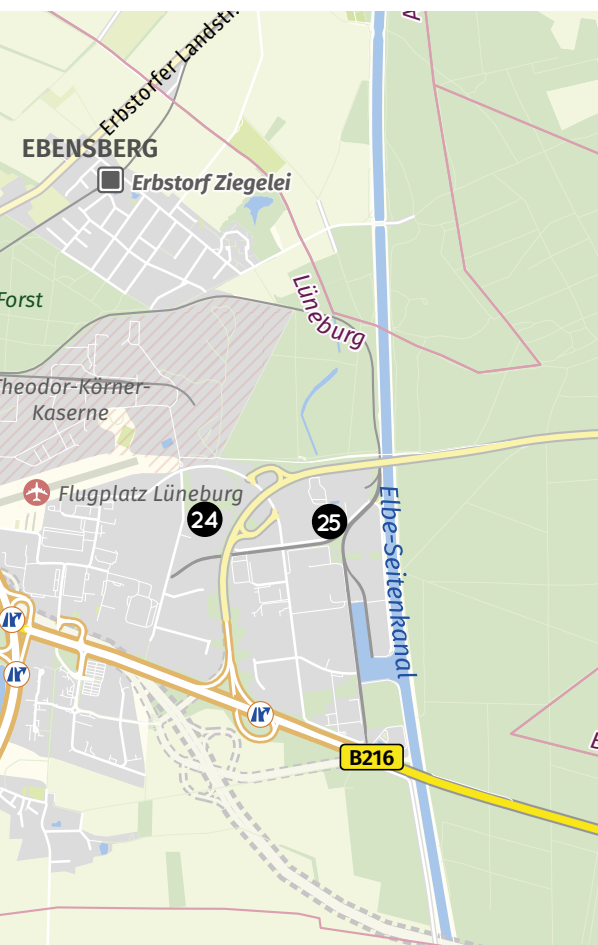 Erbstorfer Landstr.
EBENSBERG
Erbstorf Ziegelei
Forst
Lüneburg
Theodor-Körner-
Kaserne
Flugplatz Lüneburg
24
25
Elbe-Seitenkanal
B216